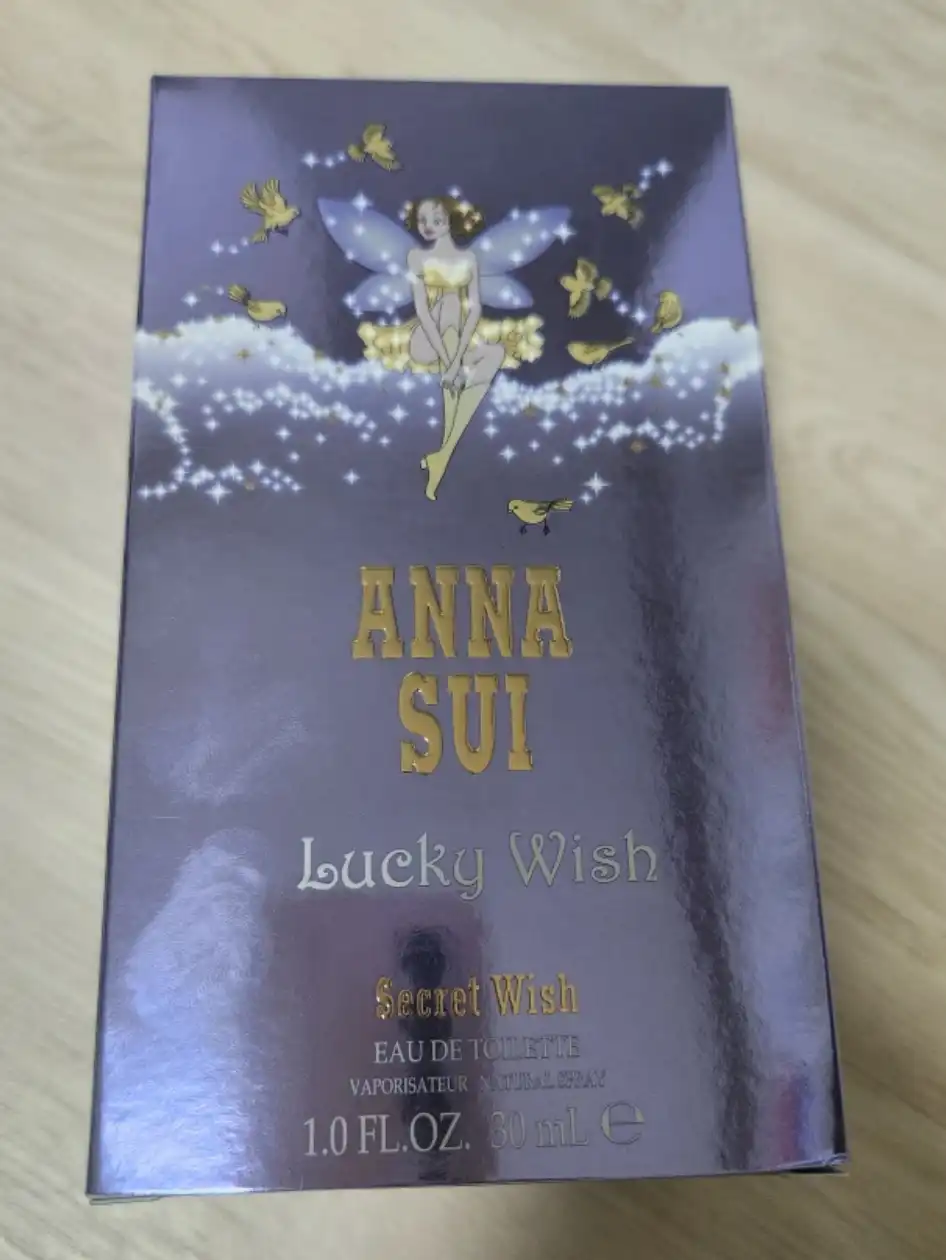 ANNA
SUI
Lucky Wish
Secret Wish
EAU DE TOILETTE
VAPORISATEUR NATURAL SPRAY
1.0 FL.OZ. 30 mL ℮